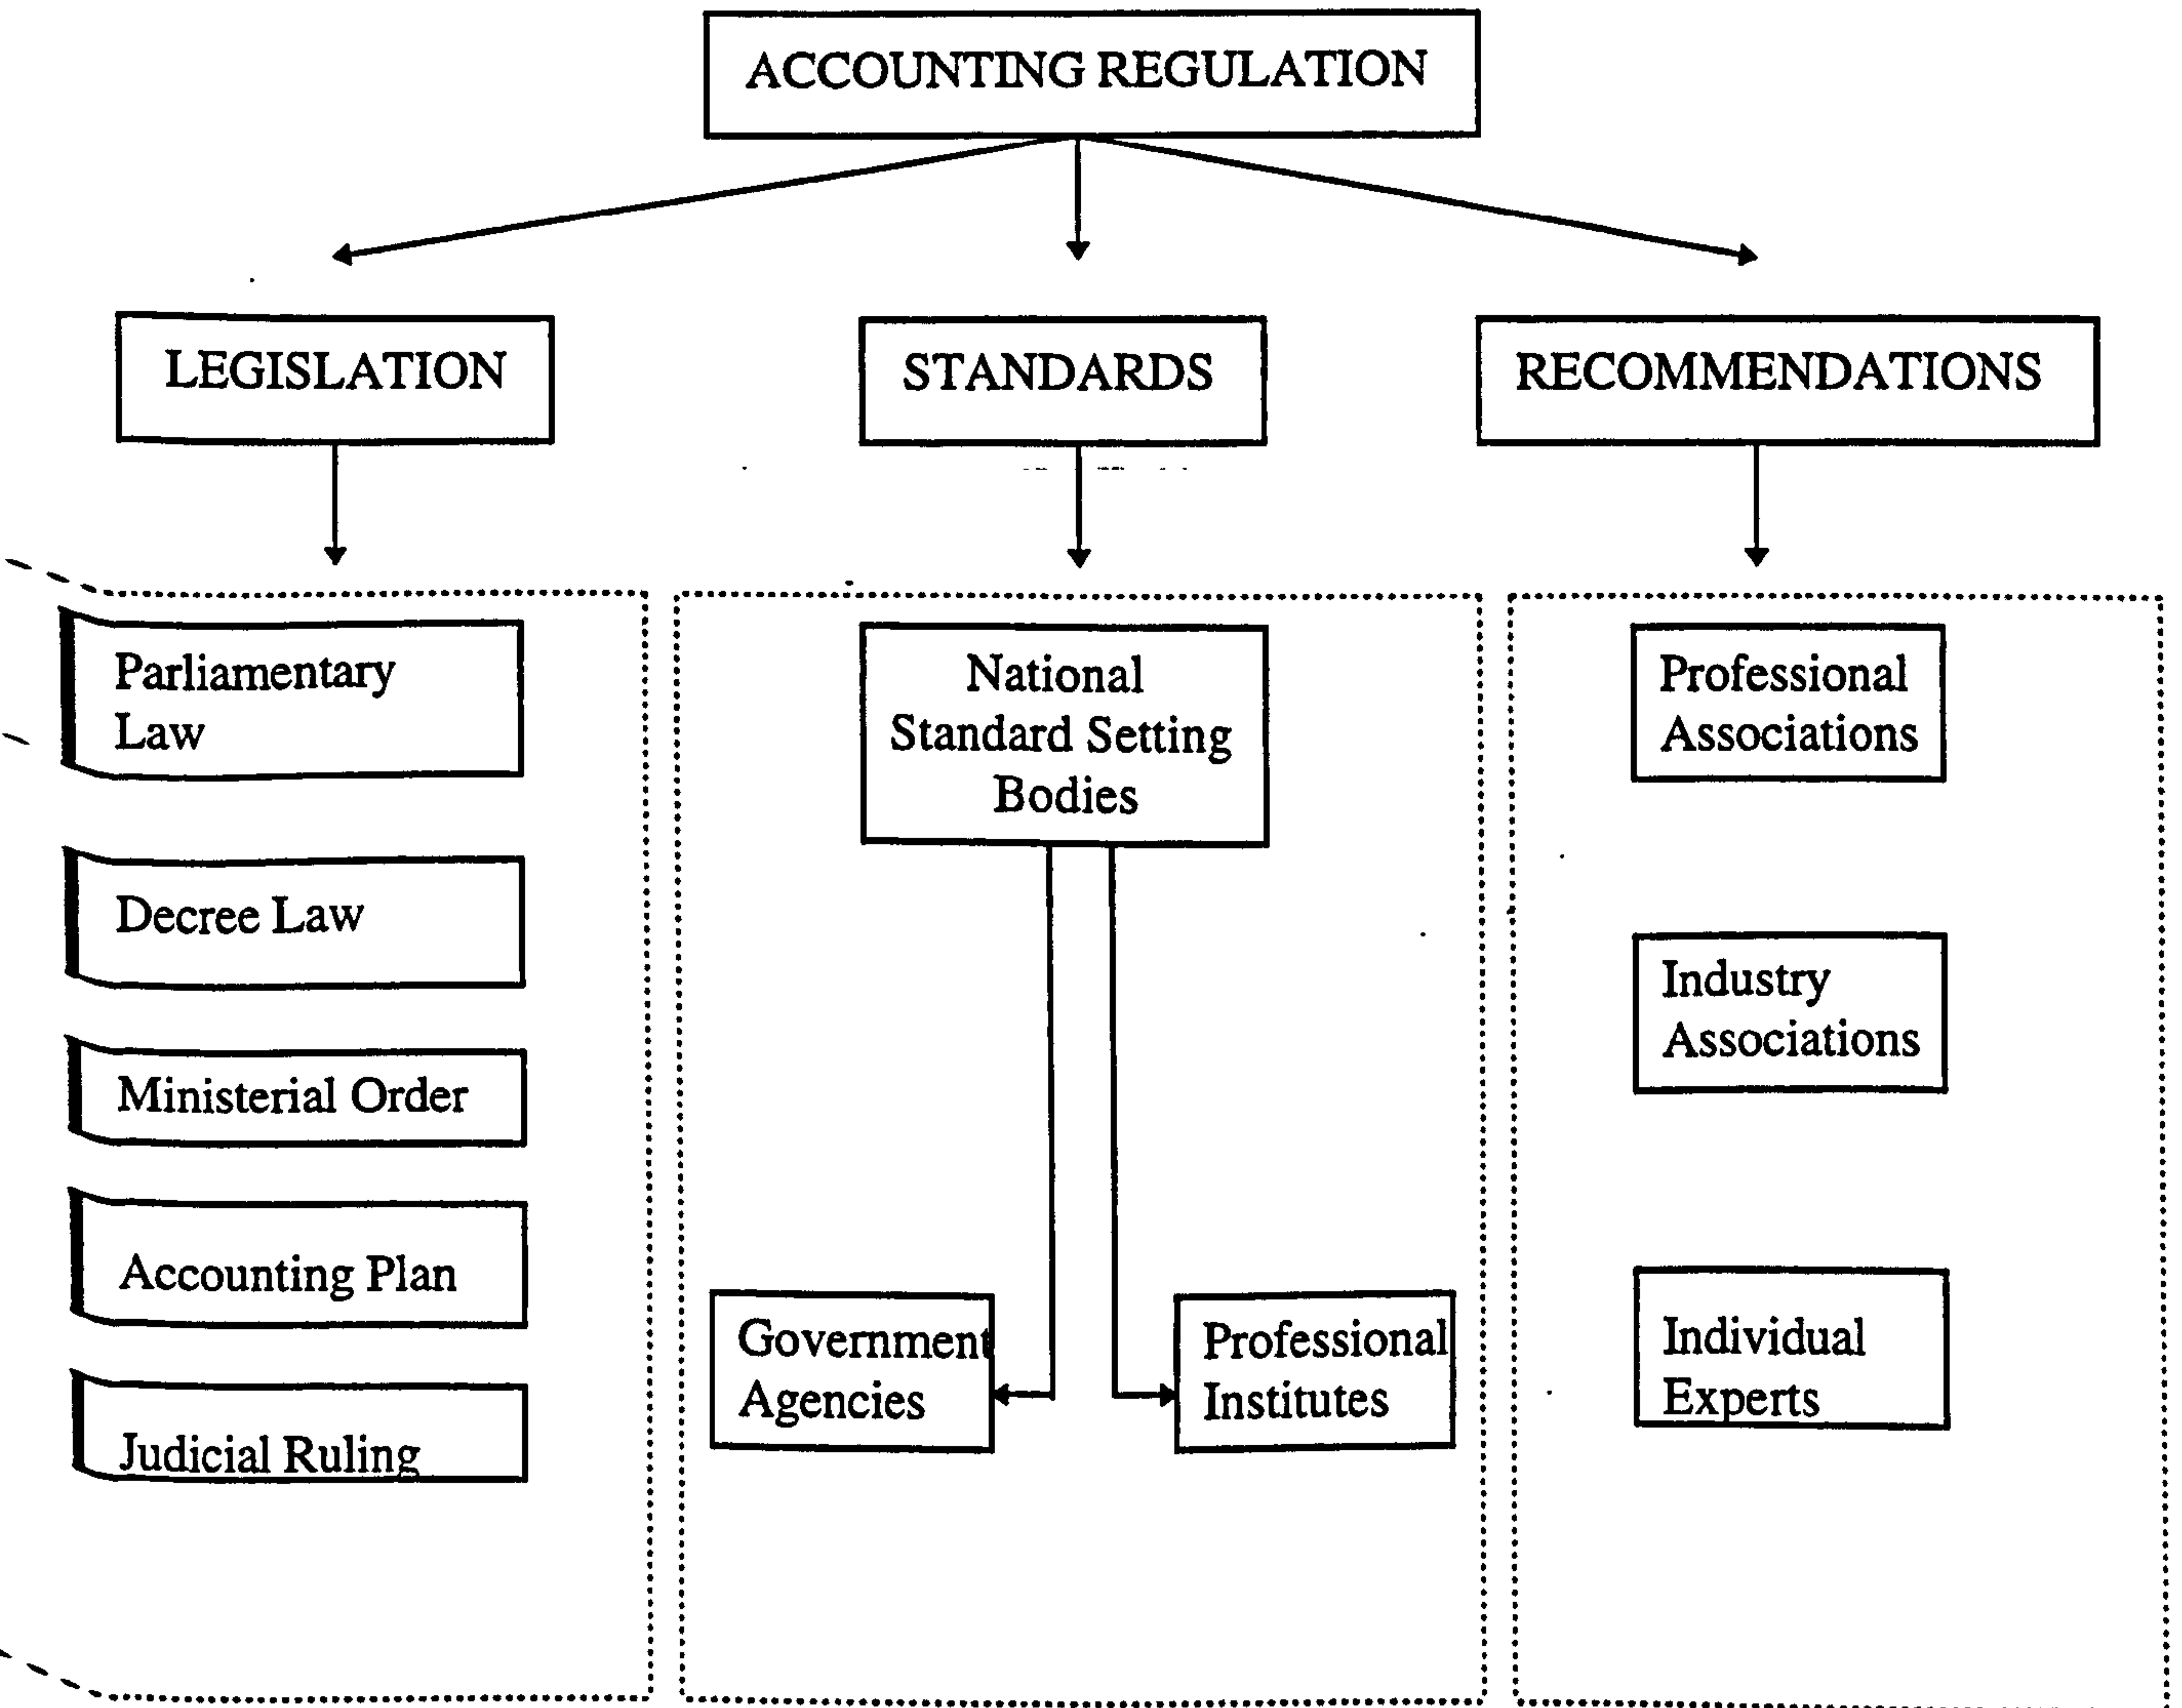 ACCOUNTING REGULATION
LEGISLATION
STANDARDS
RECOMMENDATIONS
Parliamentary
Law
Decree Law
Ministerial Order
Accounting Plan
Judicial Ruling
National
Standard Setting
Bodies
Government
Agencies
Professional
Institutes
Professional
Associations
Industry
Associations
Individual
Experts